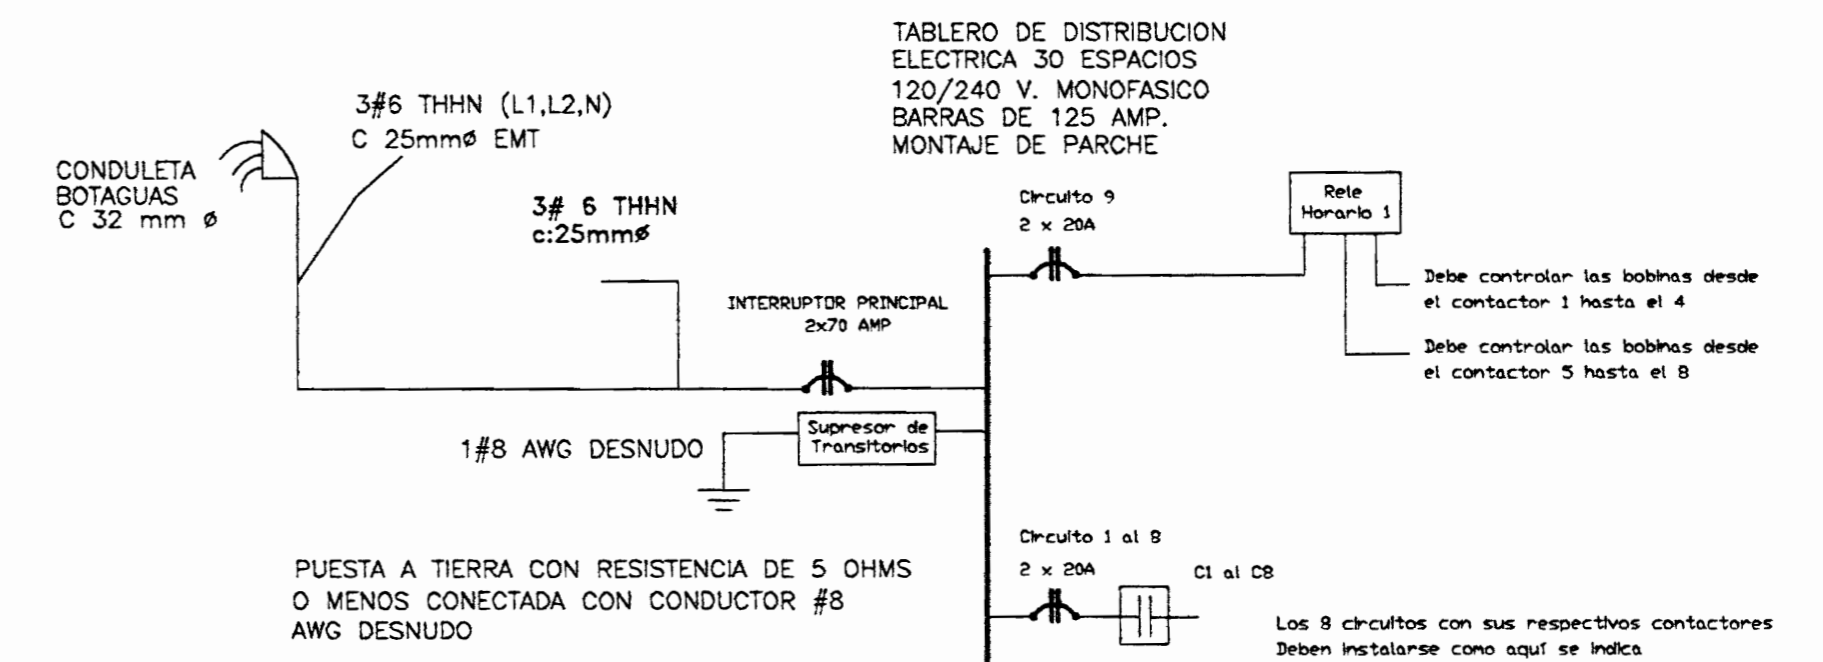 TABLERO DE DISTRIBUCION
ELECTRICA 30 ESPACIOS
120/240 V. MONOFASICO
BARRAS DE 125 AMP.
MONTAJE DE PARCHE
3#6 THHN (L1,L2,N)
C 25mmø EMT
CONDULETA
BOTAGUAS
C 32 mm ø
3# 6 THHN
c:25mmø
Circuito 9
2 x 20A
Rele
Horario 1
Debe controlar las bobinas desde
el contactor 1 hasta el 4
INTERRUPTOR PRINCIPAL
2x70 AMP
Debe controlar las bobinas desde
el contactor 5 hasta el 8
Supresor de
Transitorios
1#8 AWG DESNUDO
PUESTA A TIERRA CON RESISTENCIA DE 5 OHMS
O MENOS CONECTADA CON CONDUCTOR #8
AWG DESNUDO
Circuito 1 al 8
2 x 20A
C1 al C8
Los 8 circuitos con sus respectivos contactores
Deben instalarse como aquí se indica